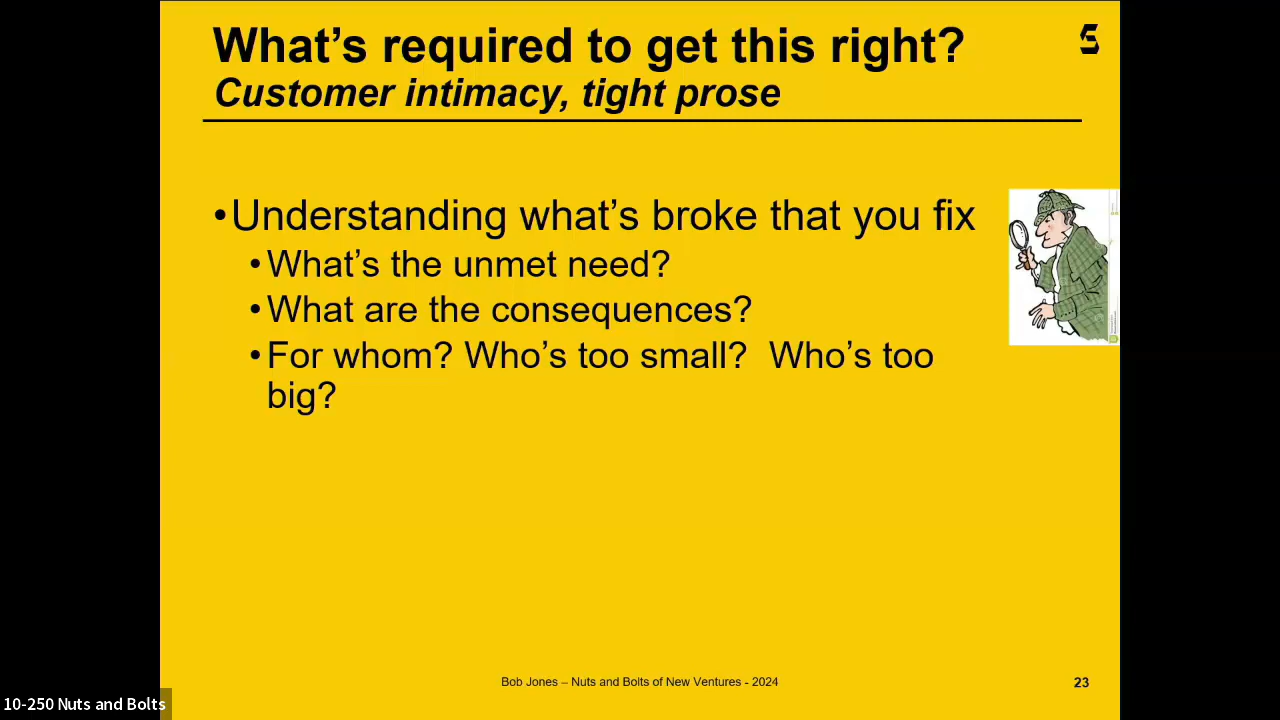 What’s required to get this right?
Customer intimacy, tight prose
•Understanding what’s broke that you fix
•What’s the unmet need?
•What are the consequences?
•For whom? Who’s too small?  Who’s too
big?
Bob Jones – Nuts and Bolts of New Ventures - 2024
23
10-250 Nuts and Bolts